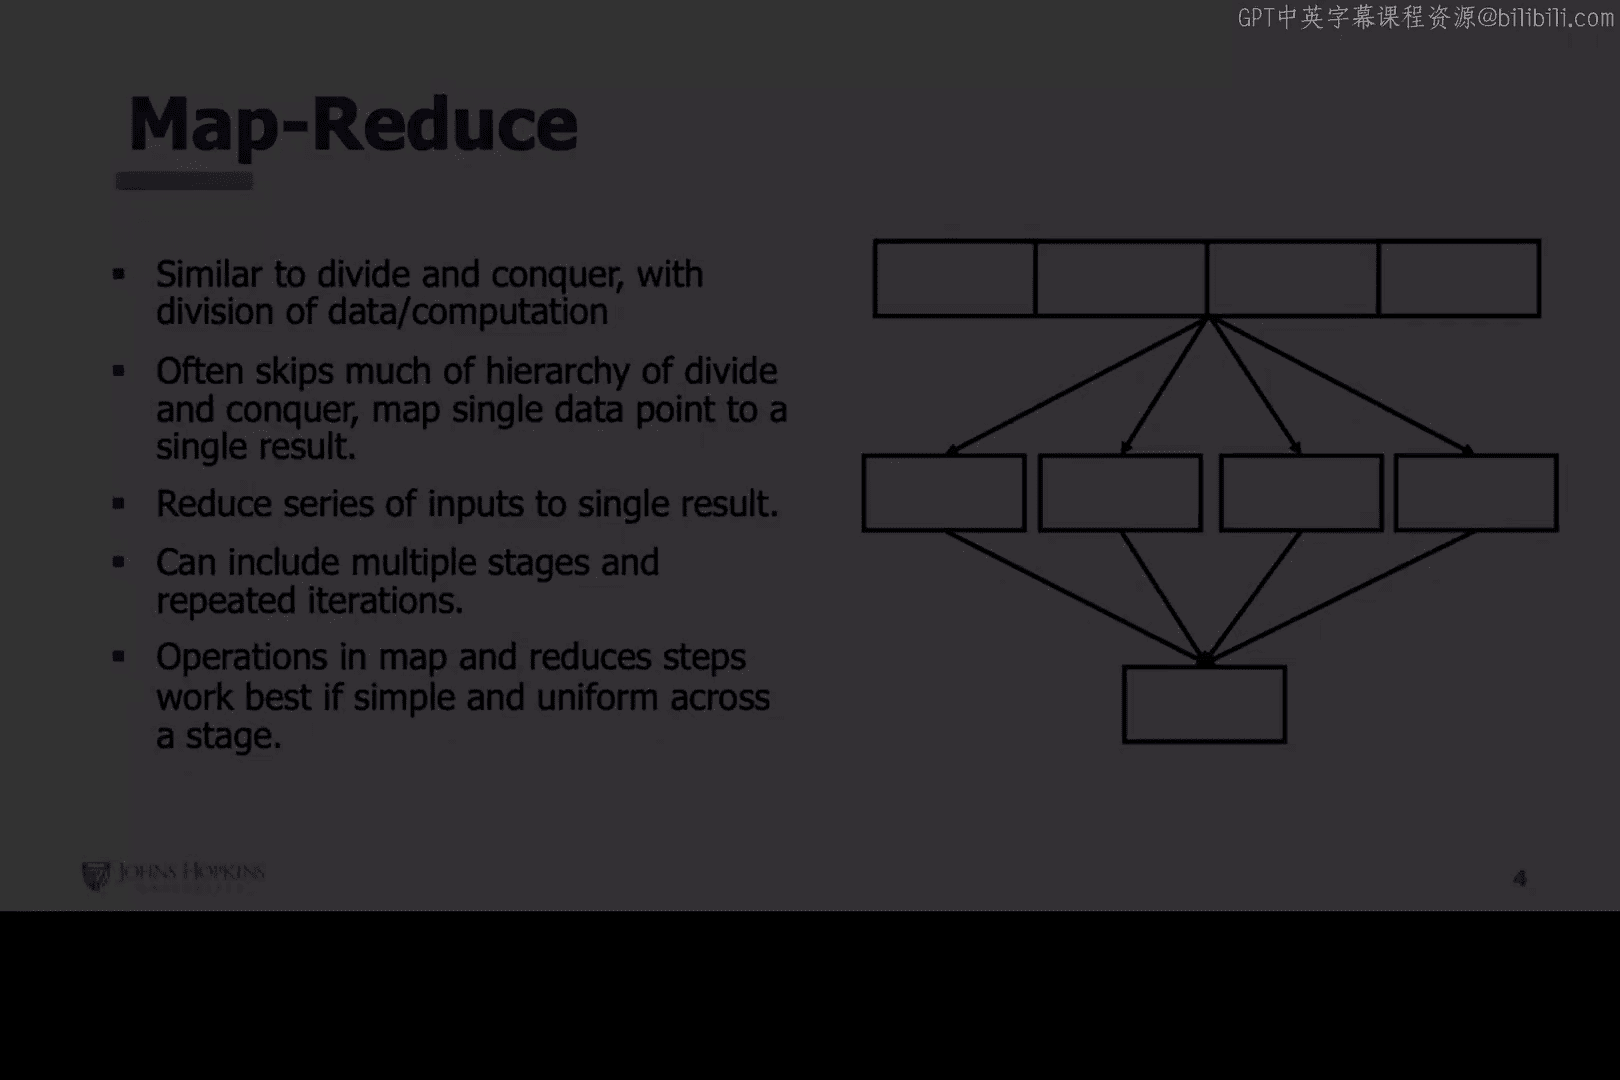 GPT中英字幕课程资源@bilibili.com
Map-Reduce
▪ Similar to divide and conquer, with
division of data/computation
▪ Often skips much of hierarchy of divide
and conquer, map single data point to a
single result.
▪ Reduce series of inputs to single result.
▪ Can include multiple stages and
repeated iterations.
▪ Operations in map and reduces steps
work best if simple and uniform across
a stage.
JOHNS HOPKINS
4